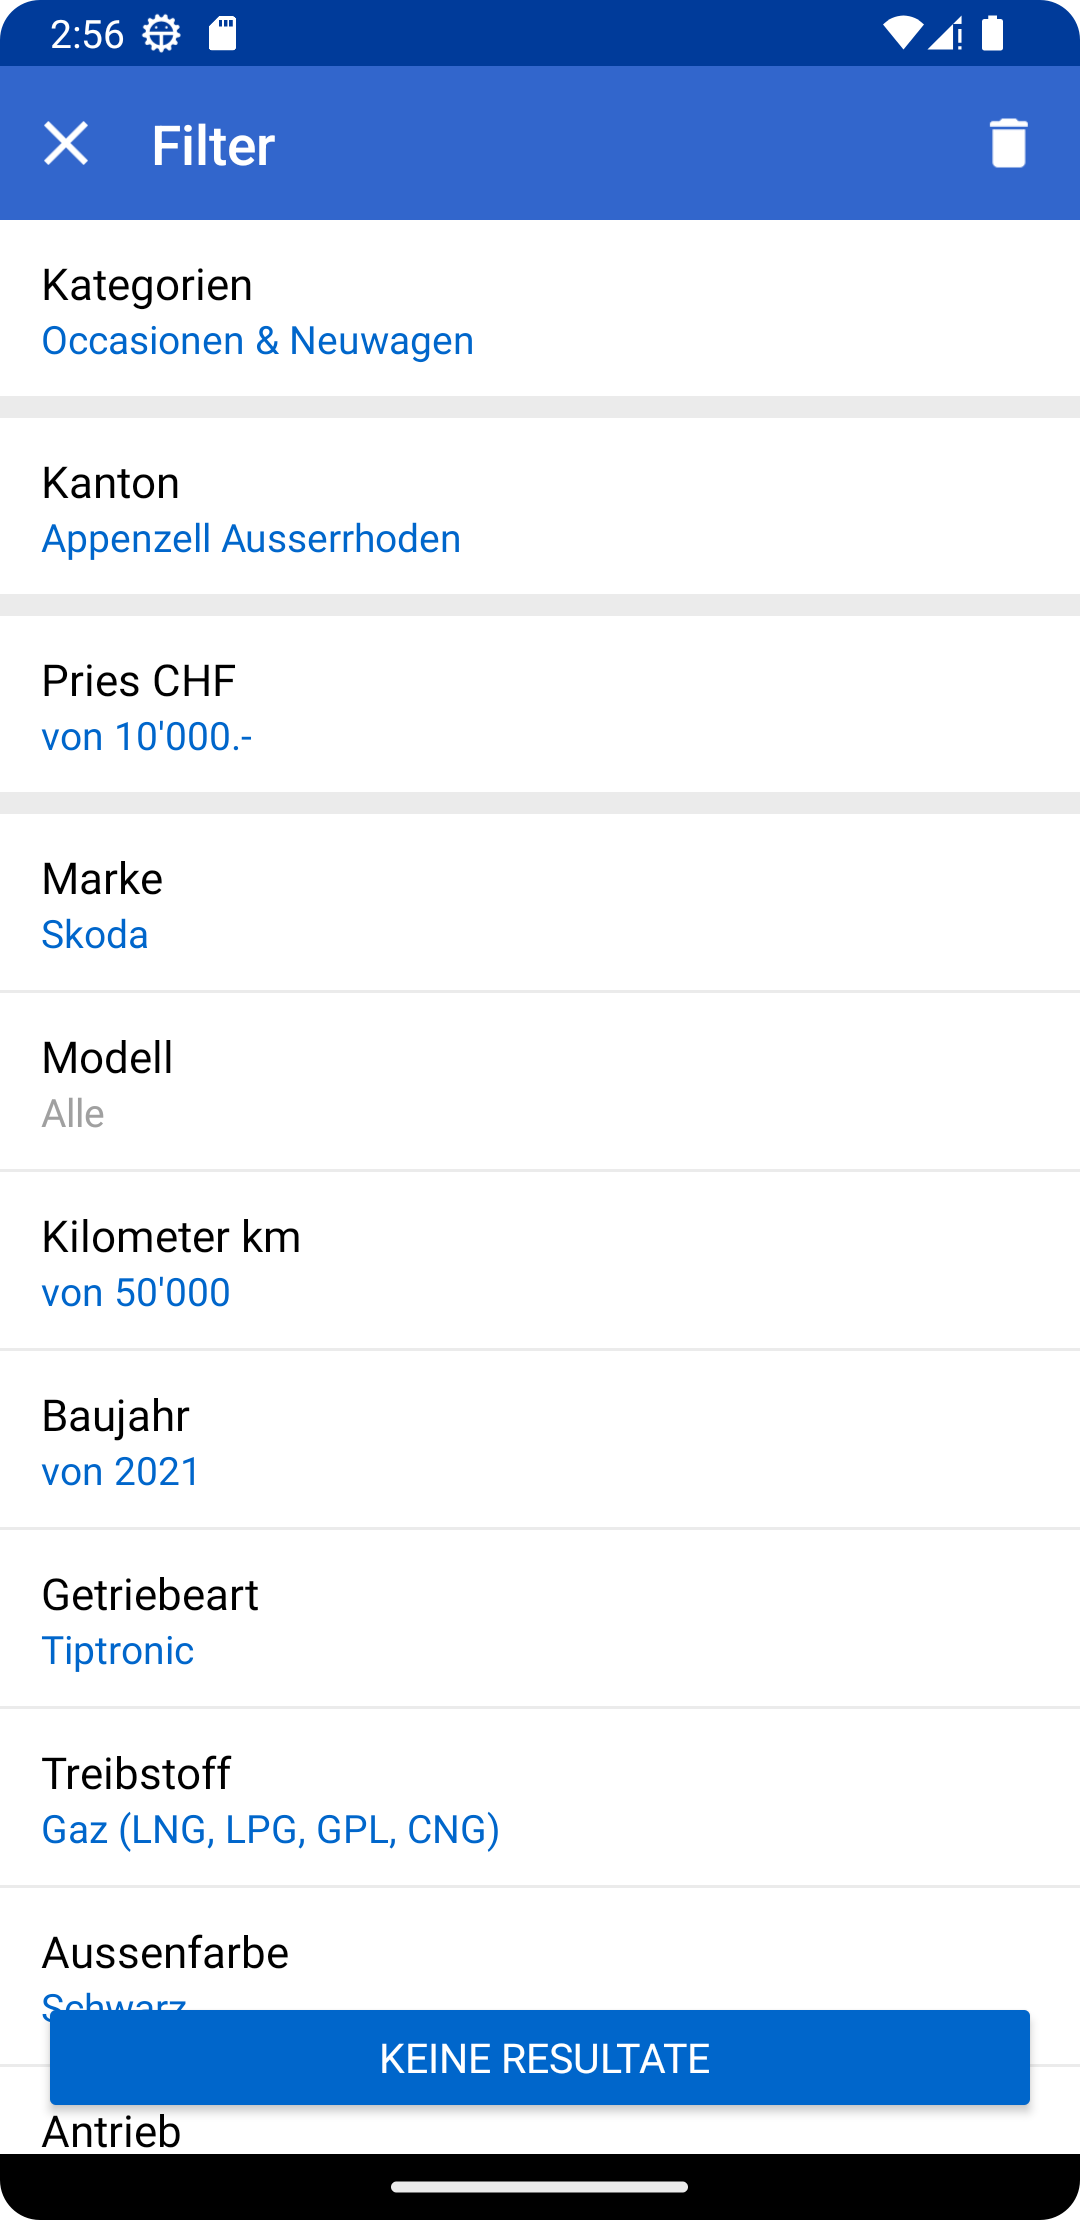 2:56
Filter
Kategorien
Occasionen & Neuwagen
Kanton
Appenzell Ausserrhoden
Pries CHF
von 10'000.-
Marke
Skoda
Modell
Alle
Kilometer km
von 50'000
Baujahr
von 2021
Getriebeart
Tiptronic
Treibstoff
Gaz (LNG, LPG, GPL, CNG)
Aussenfarbe
Schwarz
KEINE RESULTATE
Antrieb